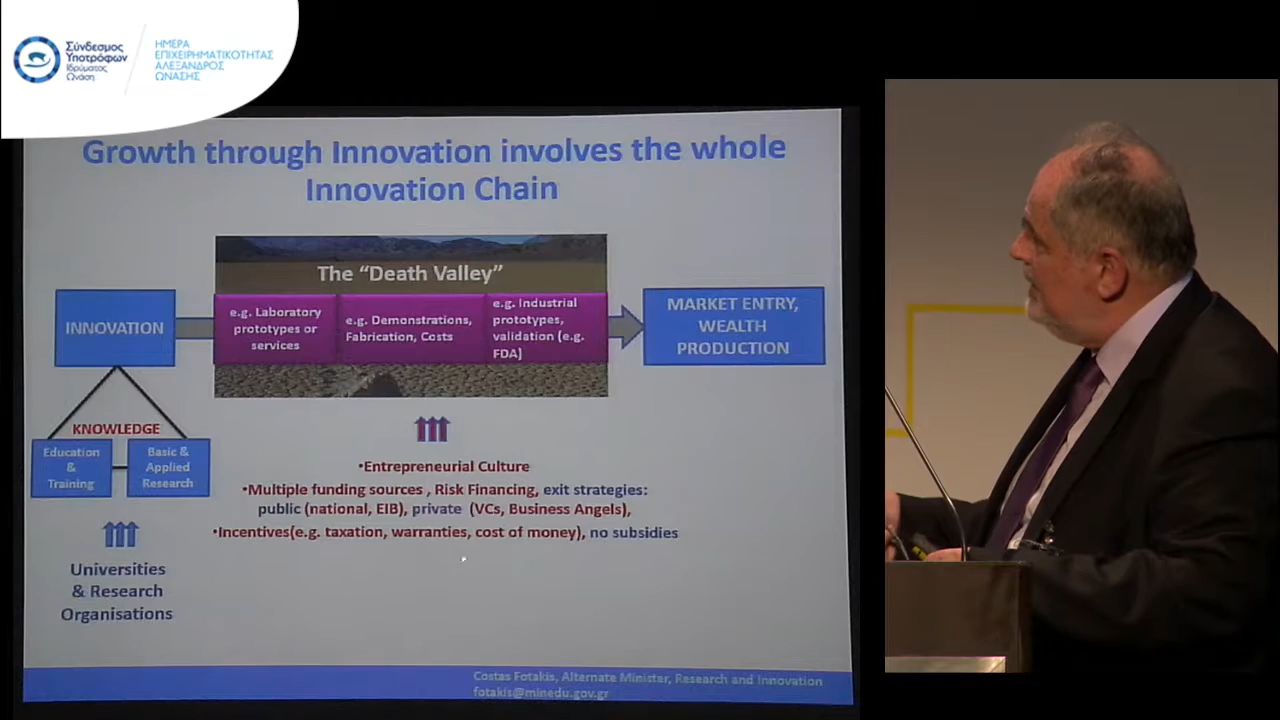 Σύνδεσμος
Υποτρόφων
Ιδρύματος
Ωνάση
ΗΜΕΡΑ
ΕΠΙΧΕΙΡΗΜΑΤΙΚΟΤΗΤΑΣ
ΑΛΕΞΑΝΔΡΟΣ
ΩΝΑΣΗΣ
Growth through Innovation involves the whole
Innovation Chain
The “Death Valley”
INNOVATION
e.g. Laboratory
prototypes or
services
e.g. Demonstrations,
Fabrication, Costs
e.g. Industrial
prototypes,
validation (e.g.
FDA)
MARKET ENTRY,
WEALTH
PRODUCTION
KNOWLEDGE
Education
&
Training
Basic &
Applied
Research
Universities
& Research
Organisations
•Entrepreneurial Culture
•Multiple funding sources , Risk Financing, exit strategies:
public (national, EIB), private (VCs, Business Angels),
•Incentives(e.g. taxation, warranties, cost of money), no subsidies
Costas Fotakis, Alternate Minister, Research and Innovation
fotakis@minedu.gov.gr